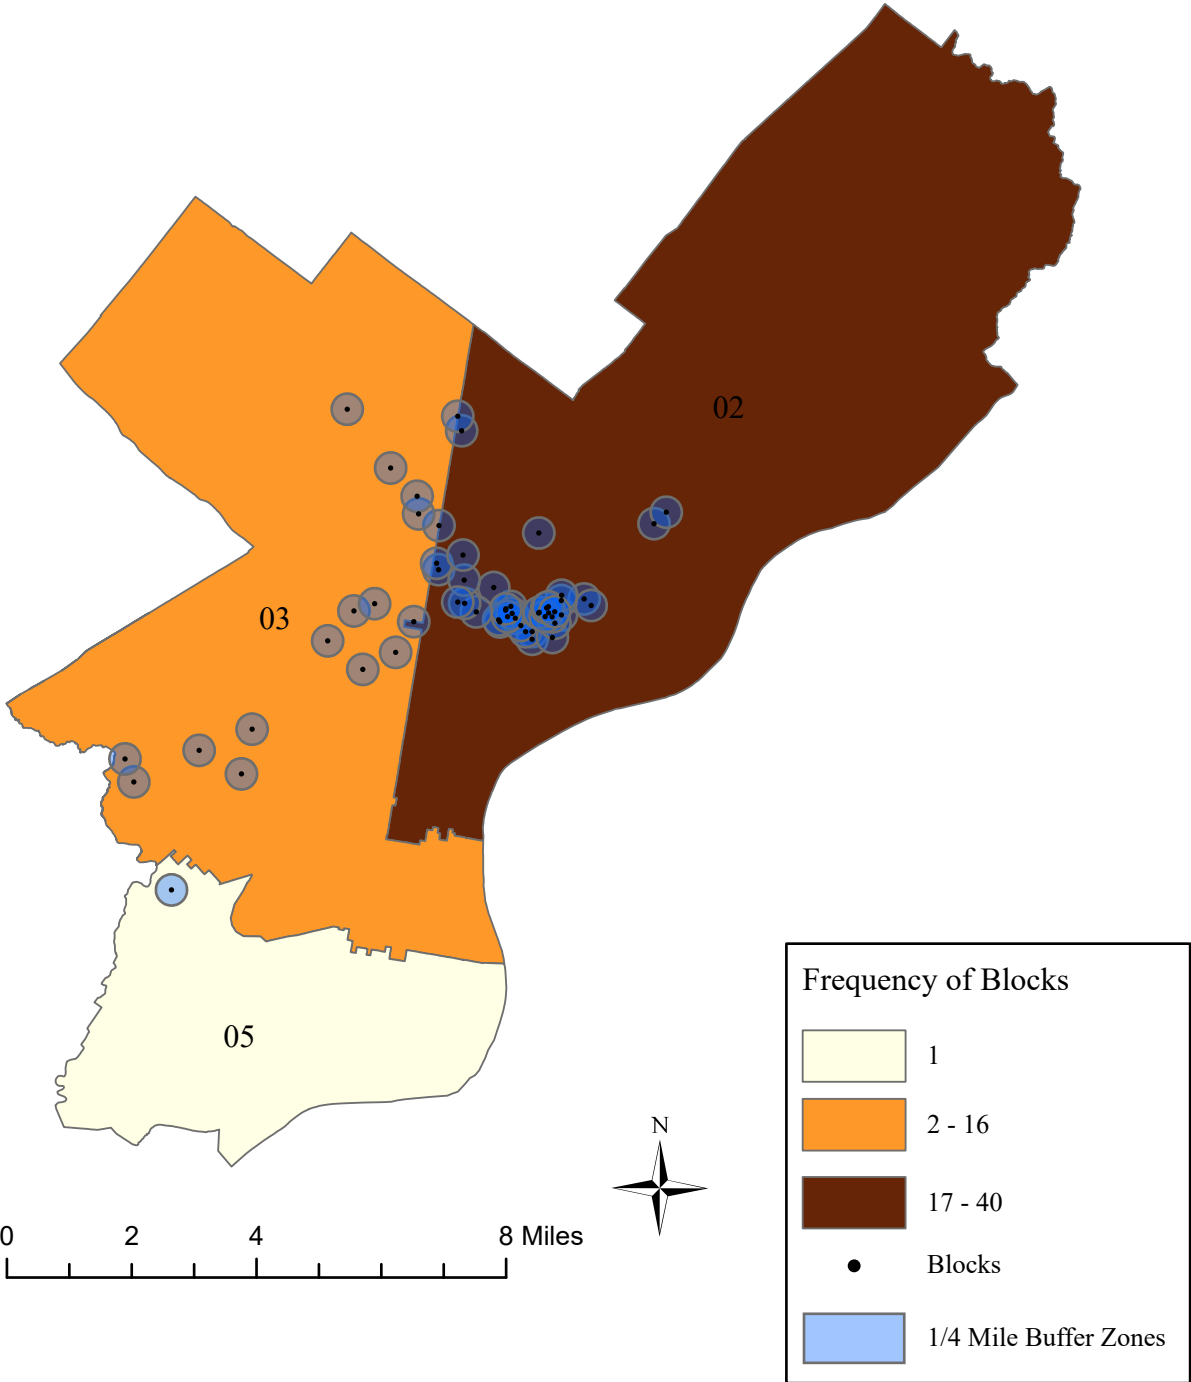 02
03
05
N
0 2 4 8 Miles
Frequency of Blocks
1
2 - 16
17 - 40
Blocks
1/4 Mile Buffer Zones